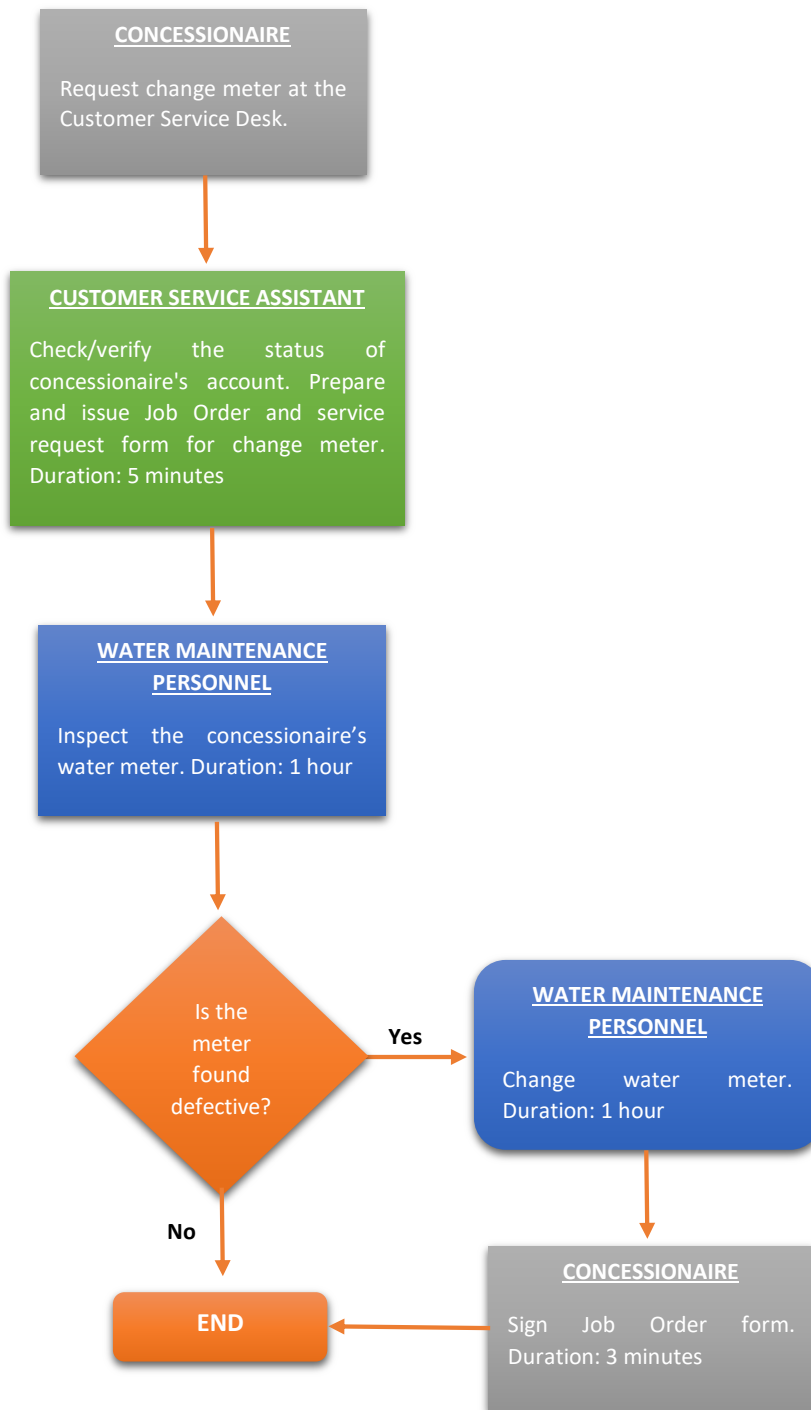 CONCESSIONAIRE
Request change meter at the
Customer Service Desk.
CUSTOMER SERVICE ASSISTANT
Check/verify the status of
concessionaire's account. Prepare
and issue Job Order and service
request form for change meter.
Duration: 5 minutes
WATER MAINTENANCE
PERSONNEL
Inspect the concessionaire’s
water meter. Duration: 1 hour
Is the
meter
found
defective?
Yes
WATER MAINTENANCE
PERSONNEL
Change water meter.
Duration: 1 hour
No
END
CONCESSIONAIRE
Sign Job Order form.
Duration: 3 minutes